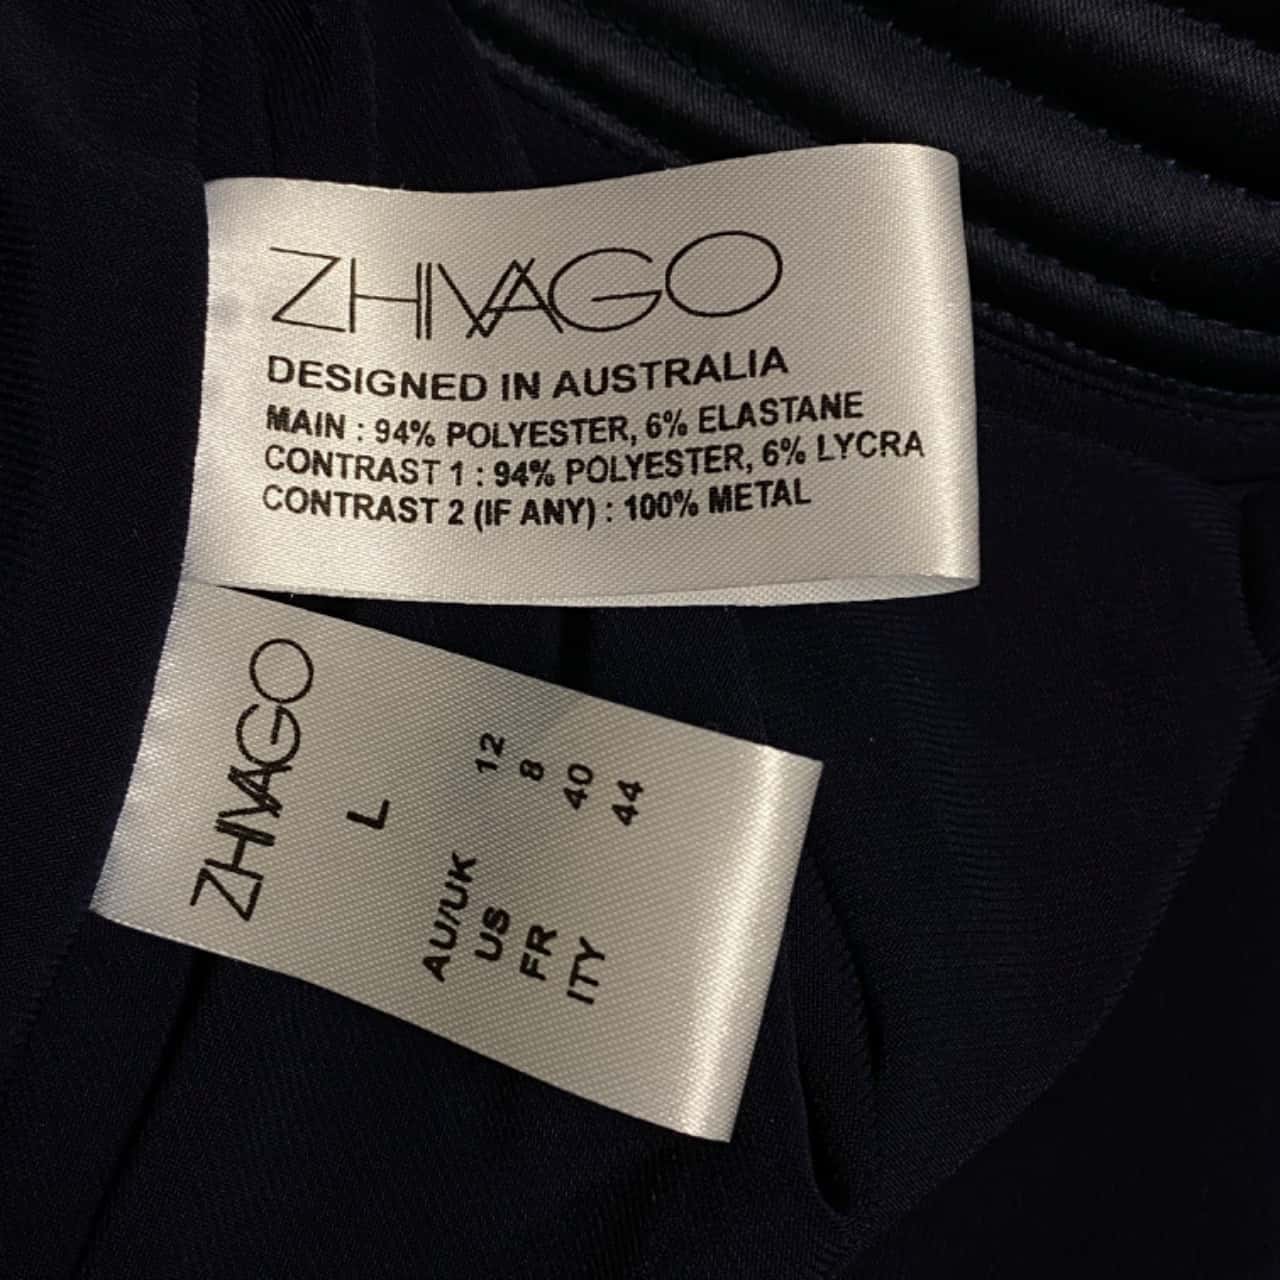 ZHIVAGO
DESIGNED IN AUSTRALIA
MAIN : 94% POLYESTER, 6% ELASTANE
CONTRAST 1 : 94% POLYESTER, 6% LYCRA
CONTRAST 2 (IF ANY) : 100% METAL
ZHIVAGO
L
AU/UK 12
US 8
FR 40
ITY 44